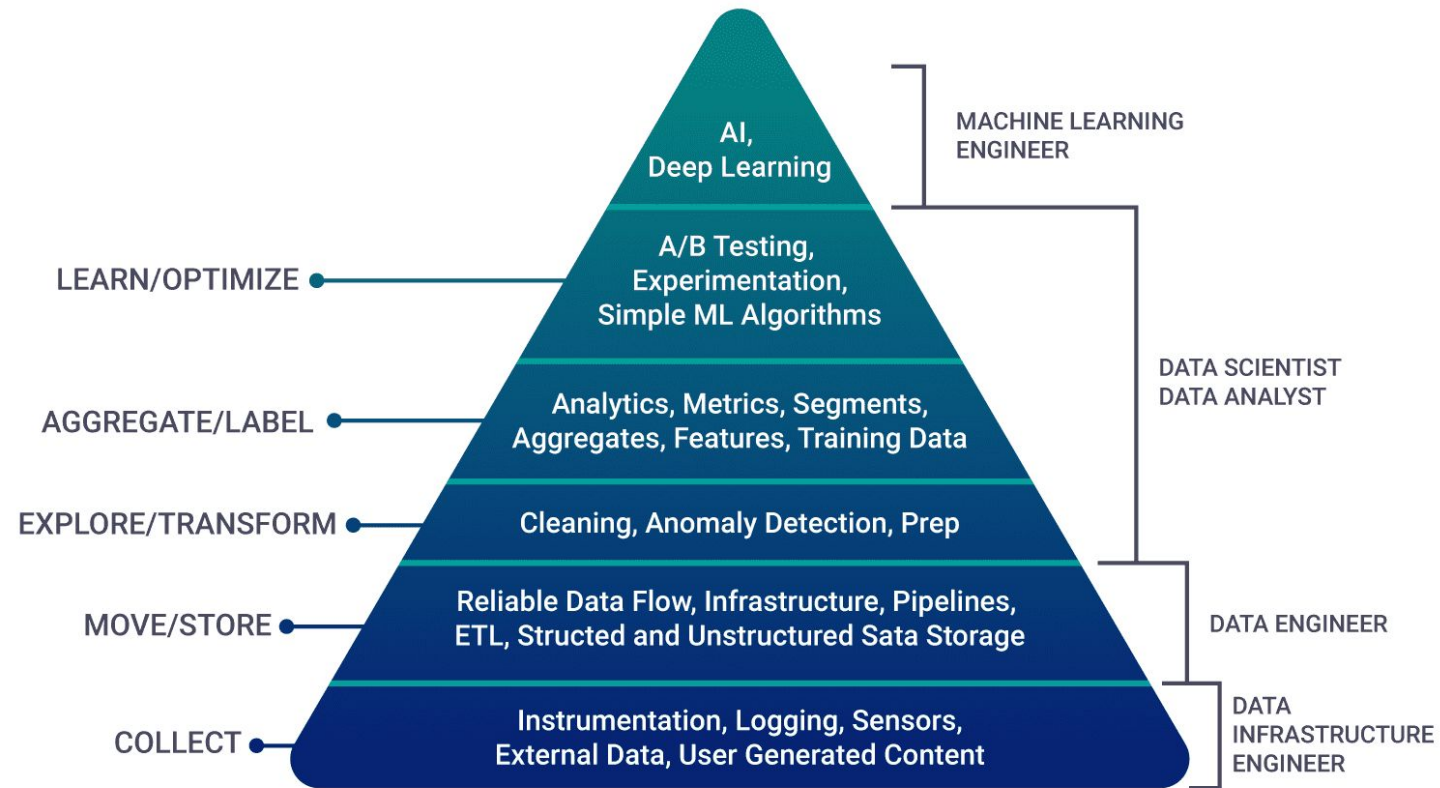 AI,
Deep Learning
MACHINE LEARNING
ENGINEER
LEARN/OPTIMIZE
A/B Testing,
Experimentation,
Simple ML Algorithms
DATA SCIENTIST
DATA ANALYST
AGGREGATE/LABEL
Analytics, Metrics, Segments,
Aggregates, Features, Training Data
EXPLORE/TRANSFORM
Cleaning, Anomaly Detection, Prep
MOVE/STORE
Reliable Data Flow, Infrastructure, Pipelines,
ETL, Structed and Unstructured Sata Storage
DATA ENGINEER
COLLECT
Instrumentation, Logging, Sensors,
External Data, User Generated Content
DATA
INFRASTRUCTURE
ENGINEER